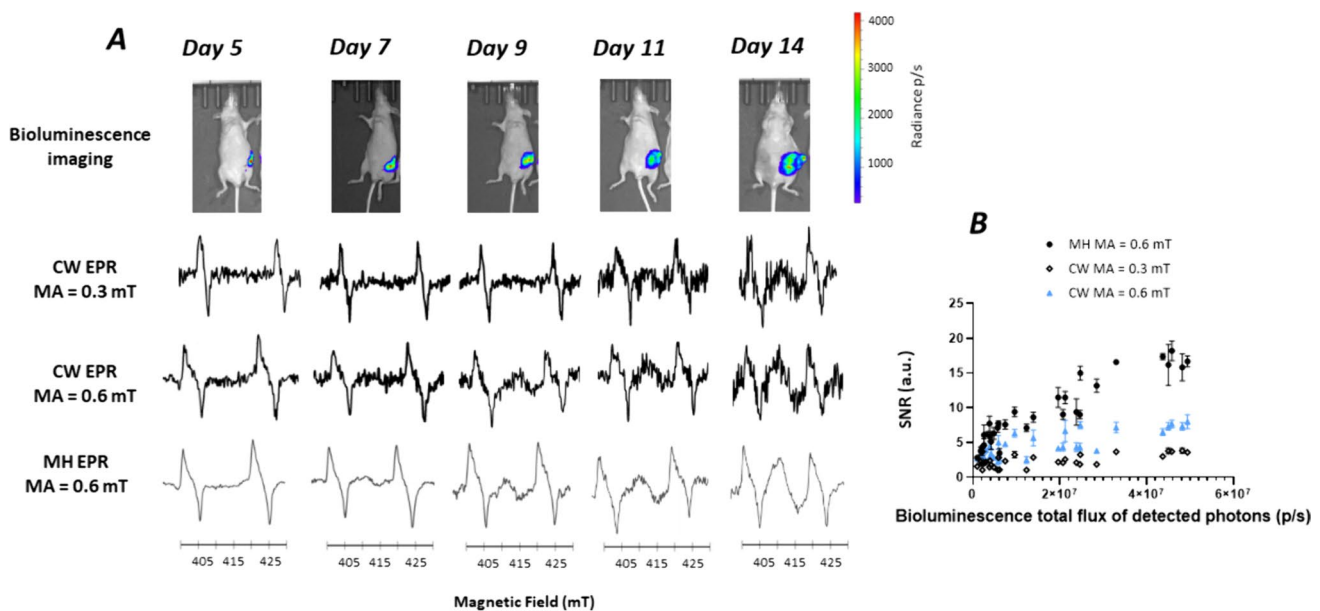 A
Day 5
Day 7
Day 9
Day 11
Day 14
4000
3000
2000
1000
Radiance p/s
Bioluminescence
imaging
CW EPR
MA = 0.3 mT
CW EPR
MA = 0.6 mT
MH EPR
MA = 0.6 mT
405 415 425
405 415 425
405 415 425
405 415 425
405 415 425
Magnetic Field (mT)
B
MH MA = 0.6 mT
CW MA = 0.3 mT
CW MA = 0.6 mT
25
20
15
10
5
0
SNR (a.u.)
0
2×10⁷
4×10⁷
6×10⁷
Bioluminescence total flux of detected photons (p/s)